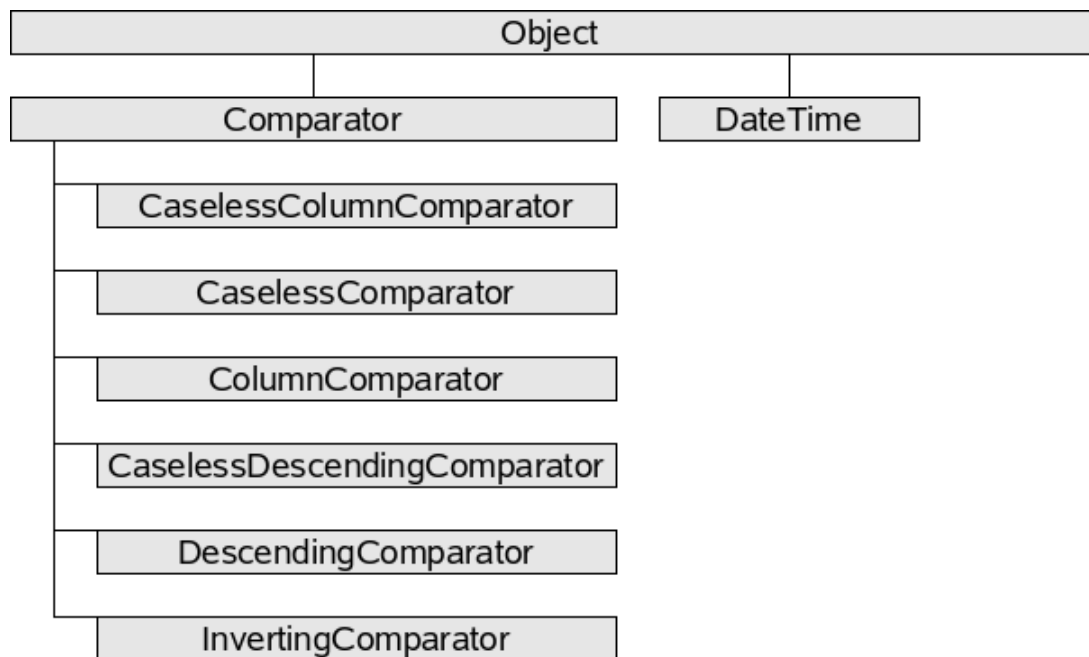 Object
Comparator
DateTime
CaselessColumnComparator
CaselessComparator
ColumnComparator
CaselessDescendingComparator
DescendingComparator
InvertingComparator